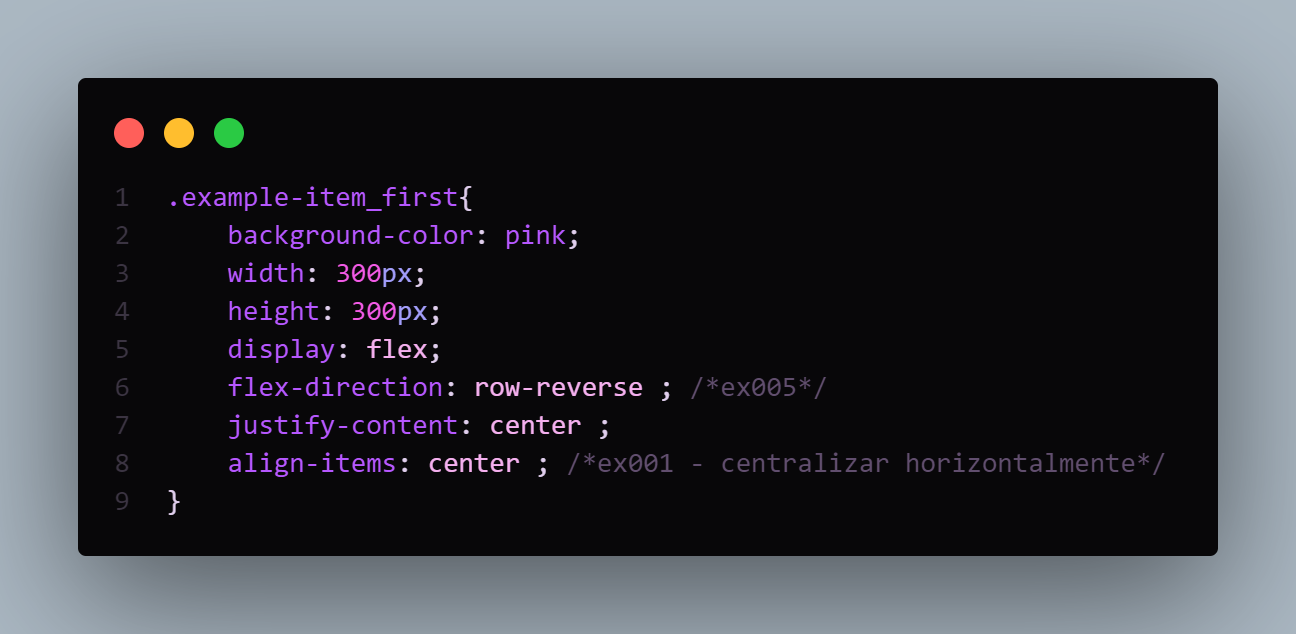 1 .example-item_first{
2     background-color: pink;
3     width: 300px;
4     height: 300px;
5     display: flex;
6     flex-direction: row-reverse ; /*ex005*/
7     justify-content: center ;
8     align-items: center ; /*ex001 - centralizar horizontalmente*/
9 }